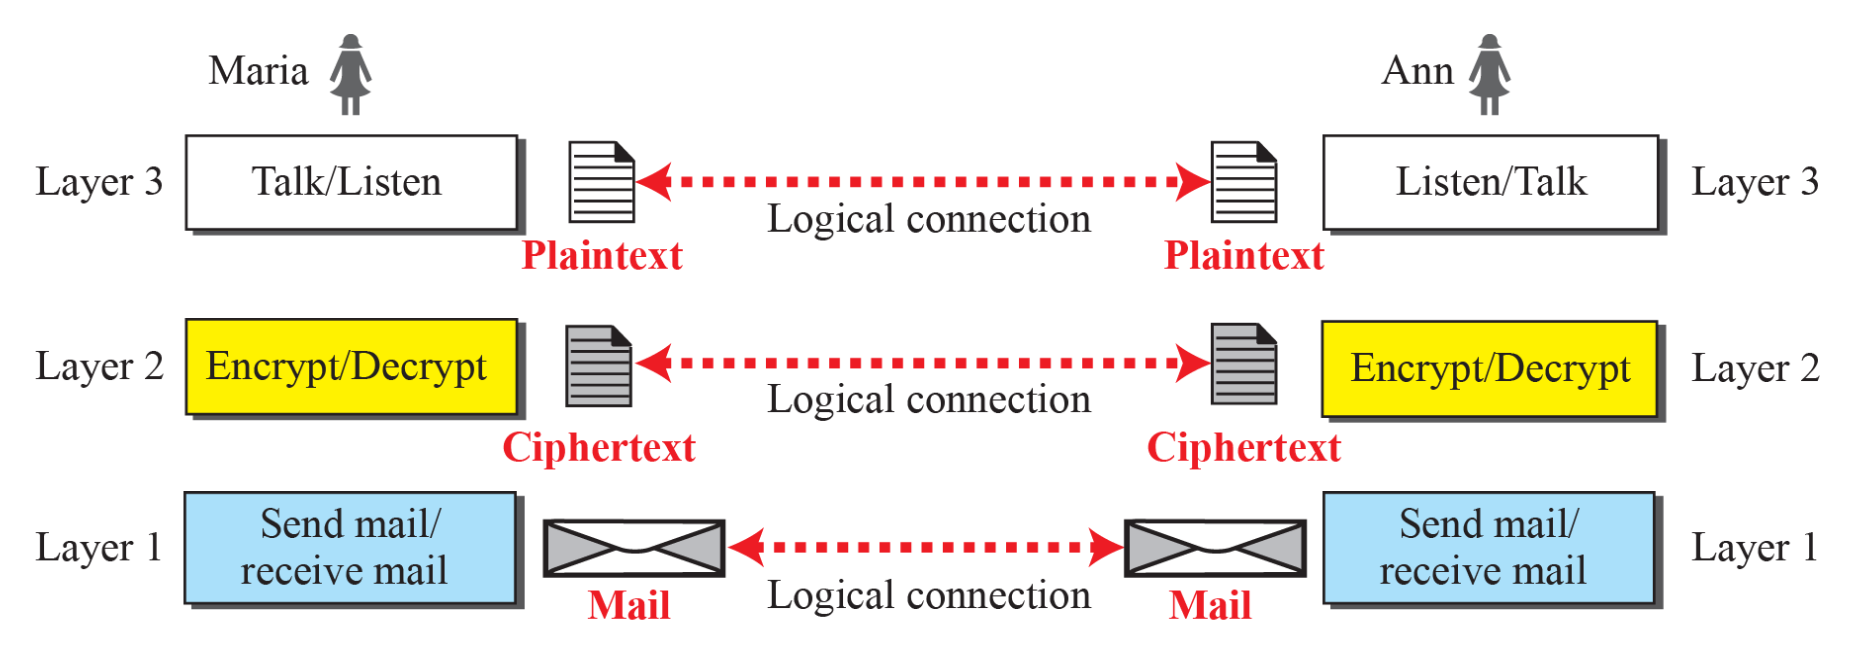 Maria
Ann
Layer 3
Talk/Listen
Listen/Talk
Layer 3
Logical connection
Plaintext
Plaintext
Layer 2
Encrypt/Decrypt
Encrypt/Decrypt
Layer 2
Logical connection
Ciphertext
Ciphertext
Layer 1
Send mail/
receive mail
Send mail/
receive mail
Layer 1
Logical connection
Mail
Mail